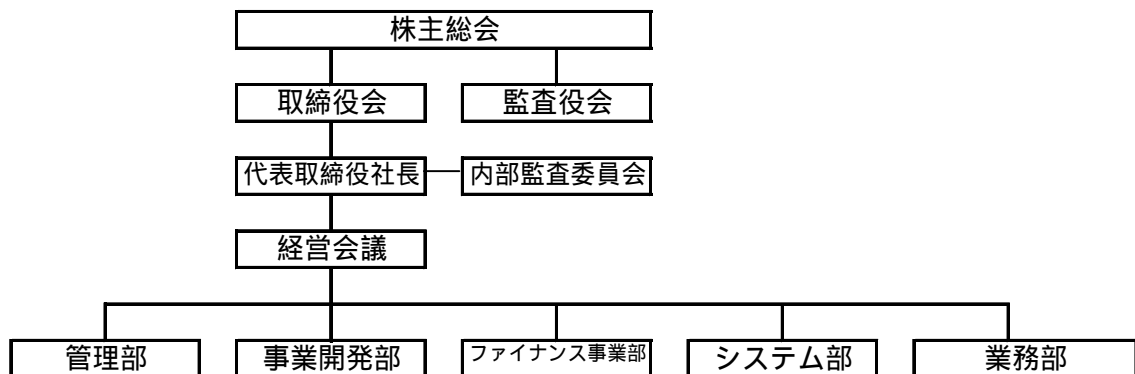 株主総会
取締役会
監査役会
代表取締役社長
内部監査委員会
経営会議
管理部
事業開発部
ファイナンス事業部
システム部
業務部